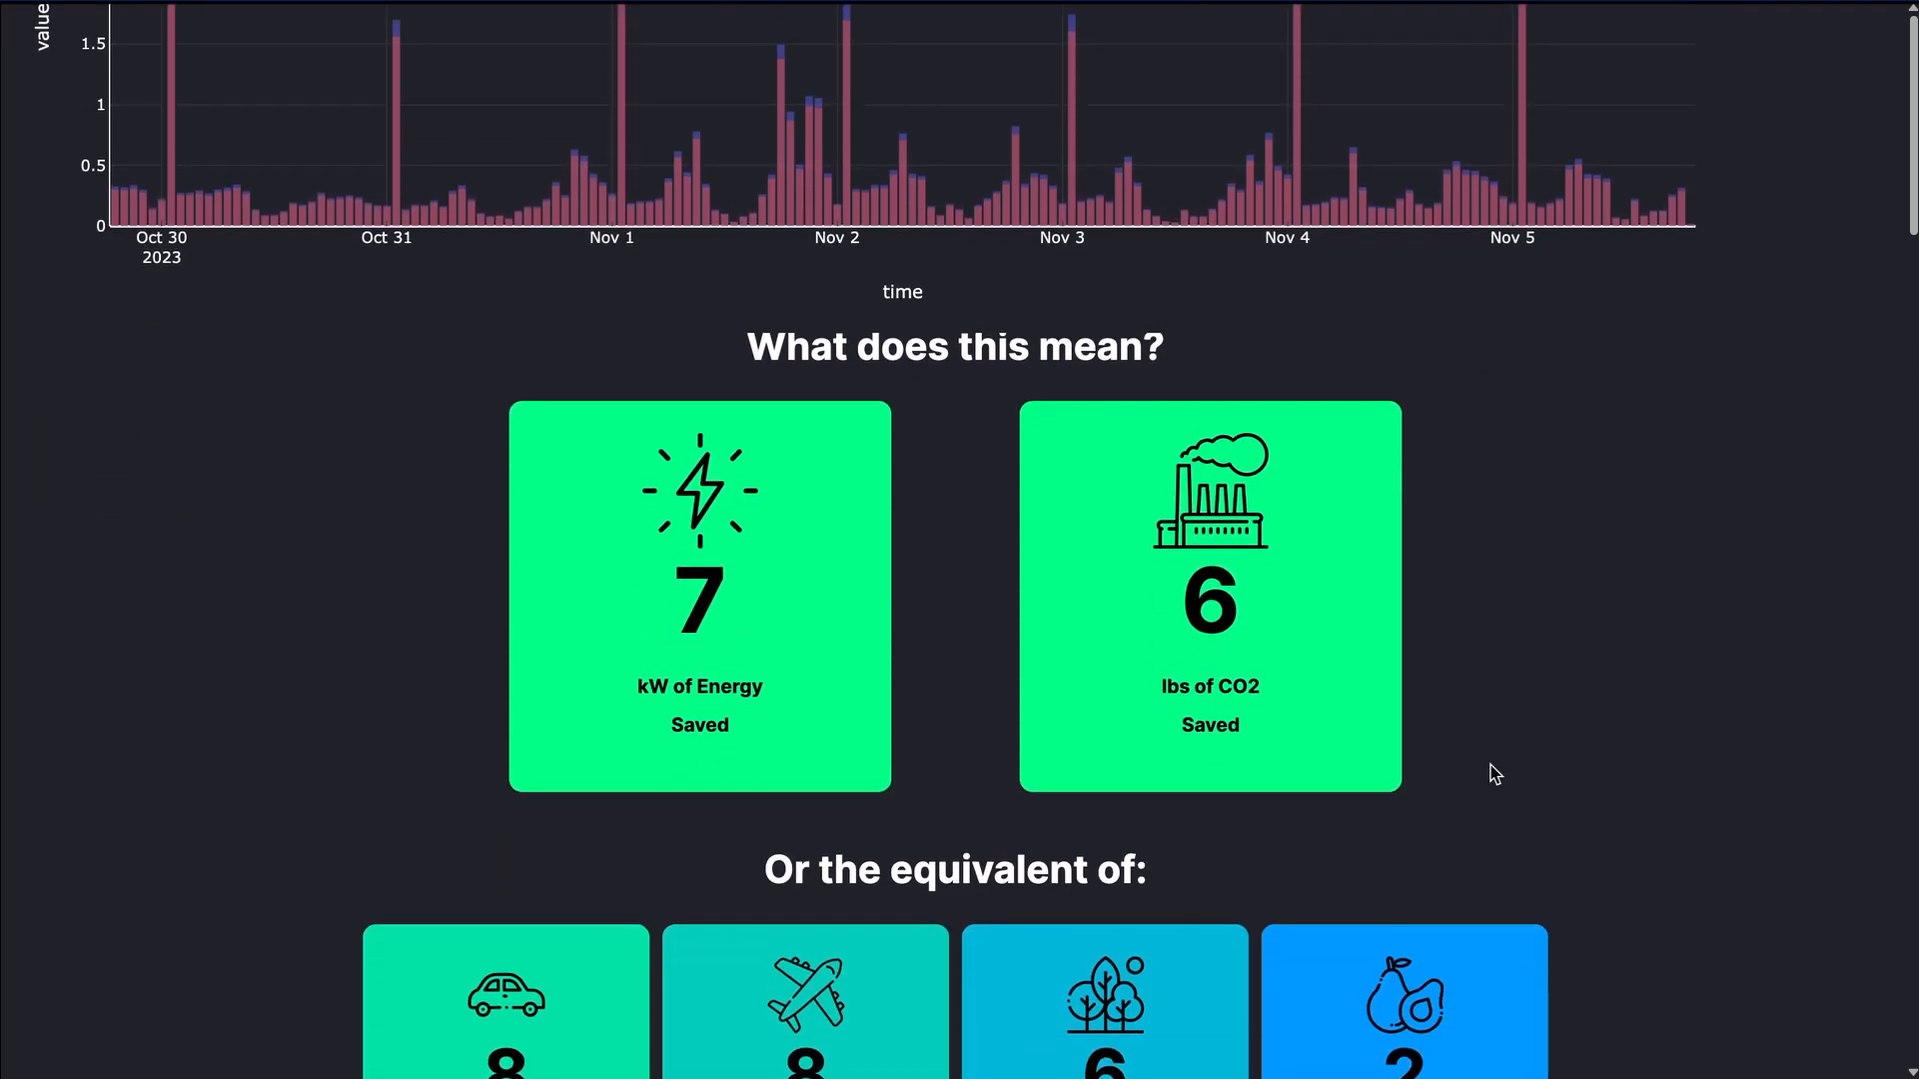 value
1.5
1
0.5
0
Oct 30 Oct 31 Nov 1 Nov 2 Nov 3 Nov 4 Nov 5
2023
time
What does this mean?
7 6
kW of Energy lbs of CO2
Saved Saved
Or the equivalent of:
8 8 6 2